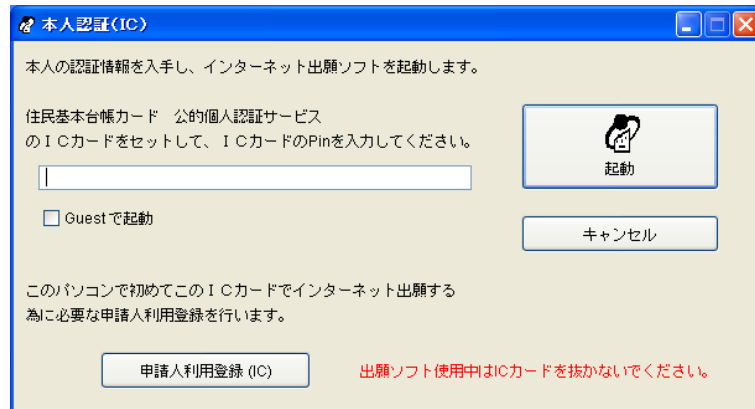 本人認証(IC)
本人の認証情報を入手し、インターネット出願ソフトを起動します。
住民基本台帳カード　公的個人認証サービス
のＩＣカードをセットして、ＩＣカードのPinを入力してください。
起動
Guestで起動
キャンセル
このパソコンで初めてこのＩＣカードでインターネット出願する
為に必要な申請人利用登録を行います。
申請人利用登録 (IC)
出願ソフト使用中はICカードを抜かないでください。